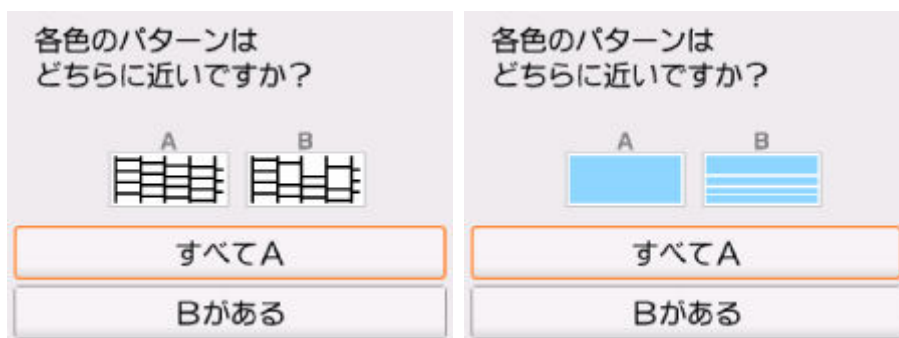 各色のパターンは
どちらに近いですか？
A B
すべてA
Bがある
各色のパターンは
どちらに近いですか？
A B
すべてA
Bがある